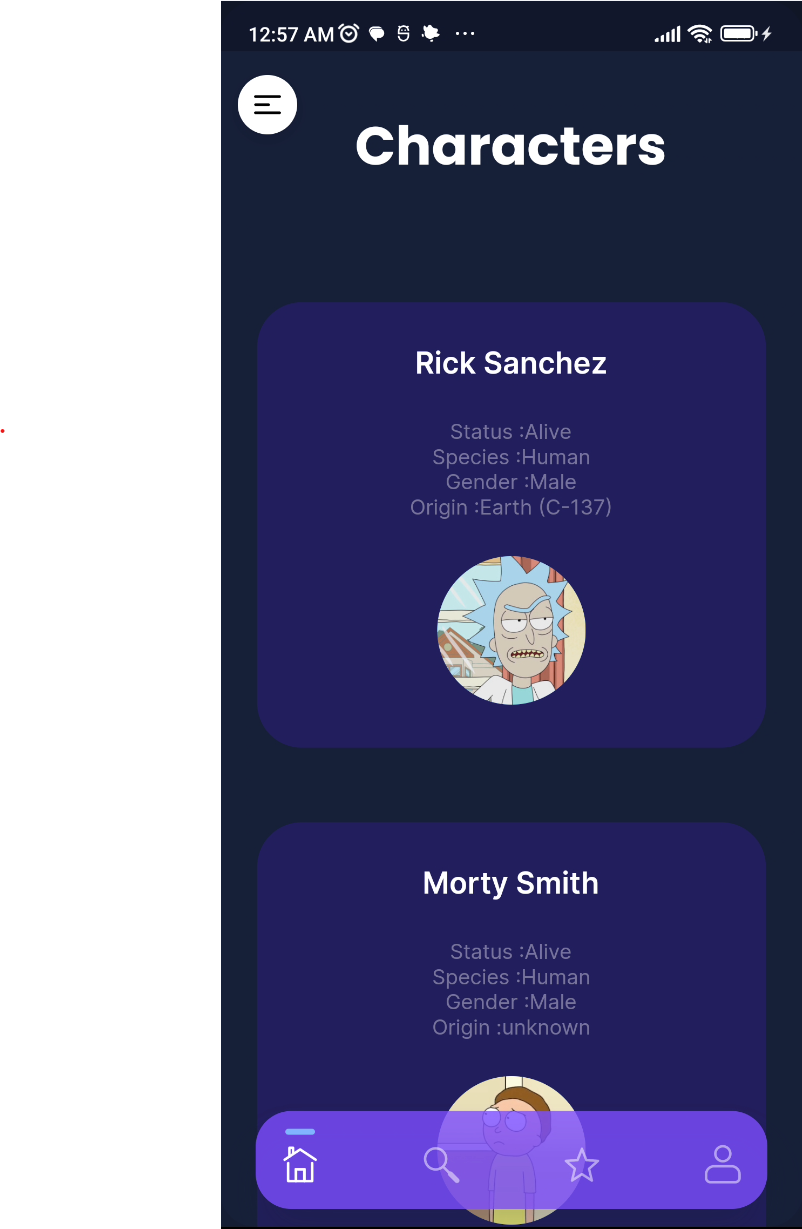 12:57 AM
Characters
Rick Sanchez
Status :Alive
Species :Human
Gender :Male
Origin :Earth (C-137)
Morty Smith
Status :Alive
Species :Human
Gender :Male
Origin :unknown